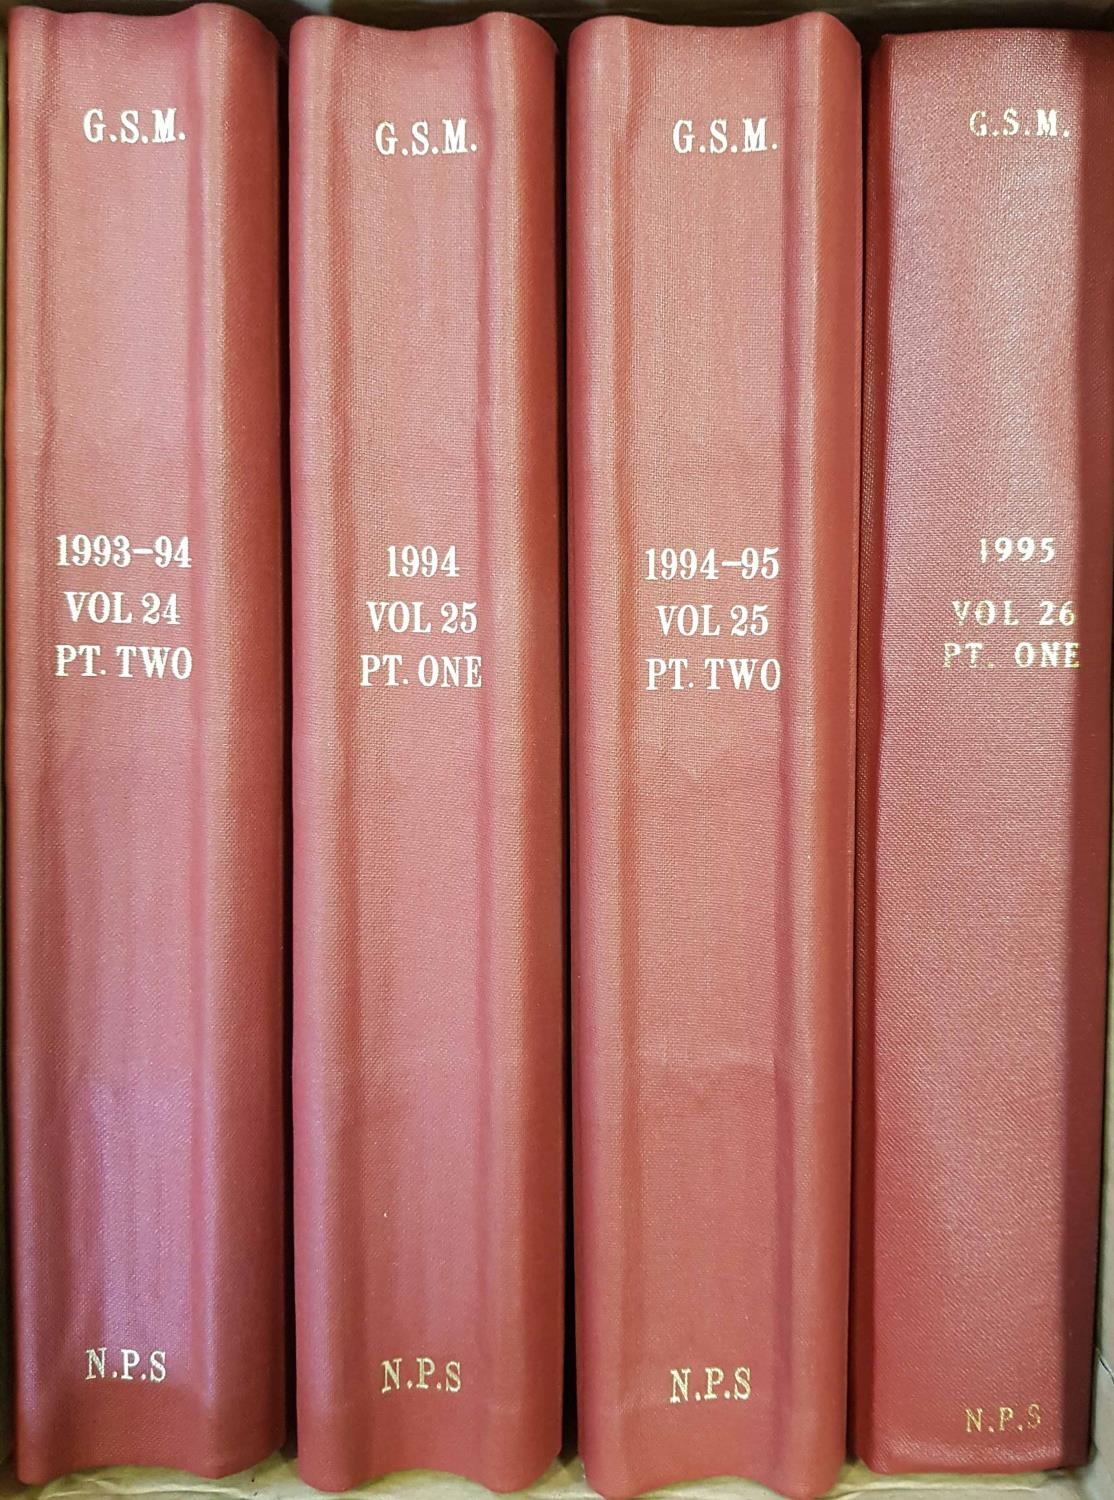 G.S.M.
1993-94
VOL 24
PT. TWO
N.P.S
G.S.M.
1994
VOL 25
PT. ONE
N.P.S
G.S.M.
1994-95
VOL 25
PT. TWO
N.P.S
G.S.M.
1995
VOL 26
PT. ONE
N.P.S